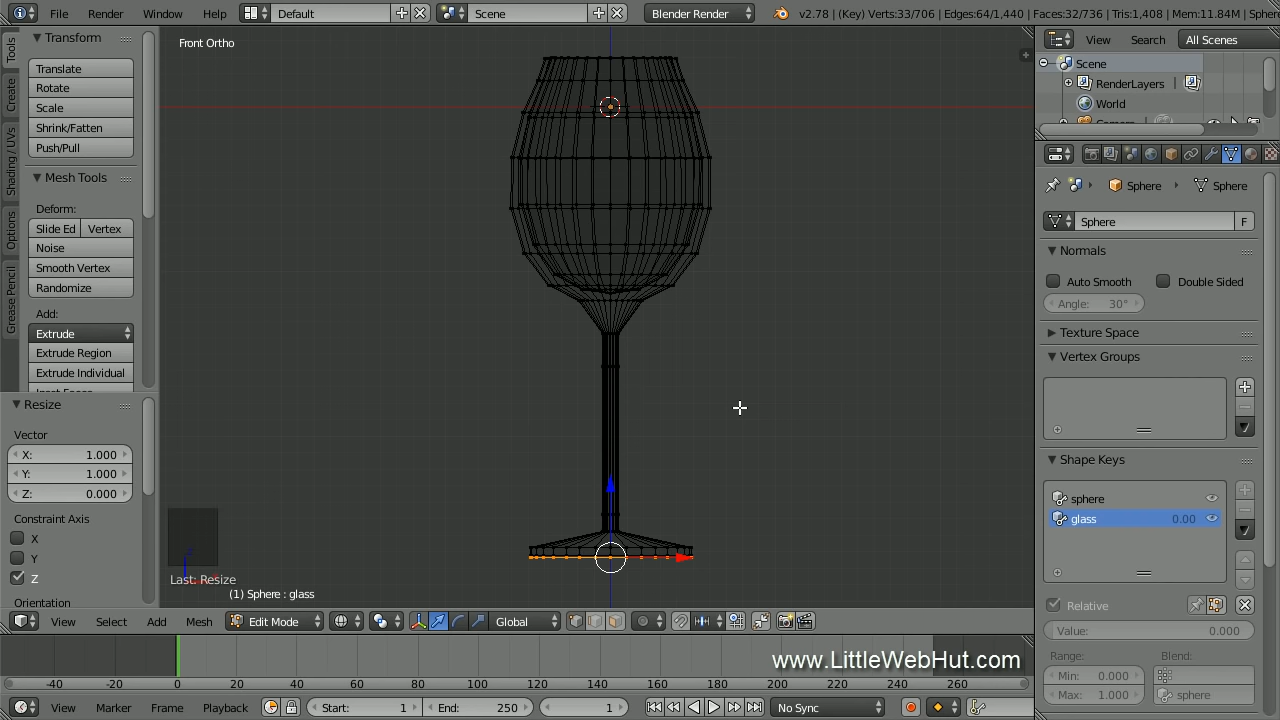 File Render Window Help Default Scene Blender Render v2.78 | (Key) Verts:33/706 | Edges:64/1,440 | Faces:32/736 | Tris:1,408 | Mem:11.84M | Sphere
Tools
Create
Shading / UVs
Options
Grease Pencil
Transform
Translate
Rotate
Scale
Shrink/Fatten
Push/Pull
Mesh Tools
Deform:
Slide Ed Vertex
Noise
Smooth Vertex
Randomize
Add:
Extrude
Extrude Region
Extrude Individual
Resize
Vector
X: 1.000
Y: 1.000
Z: 0.000
Constraint Axis
X
Y
Z
Orientation
Front Ortho
Last: Resize
(1) Sphere : glass
View Select Add Mesh Edit Mode Global
View Search All Scenes
Scene
RenderLayers
World
Sphere Sphere
Sphere F
Normals
Auto Smooth Double Sided
Angle: 30°
Texture Space
Vertex Groups
Shape Keys
sphere
glass 0.00
Relative
Value: 0.000
Range: Blend:
Min: 0.000
Max: 1.000 sphere
www.LittleWebHut.com
-40 -20 0 20 40 60 80 100 120 140 160 180 200 220 240 260
View Marker Frame Playback Start: 1 End: 250 1 No Sync